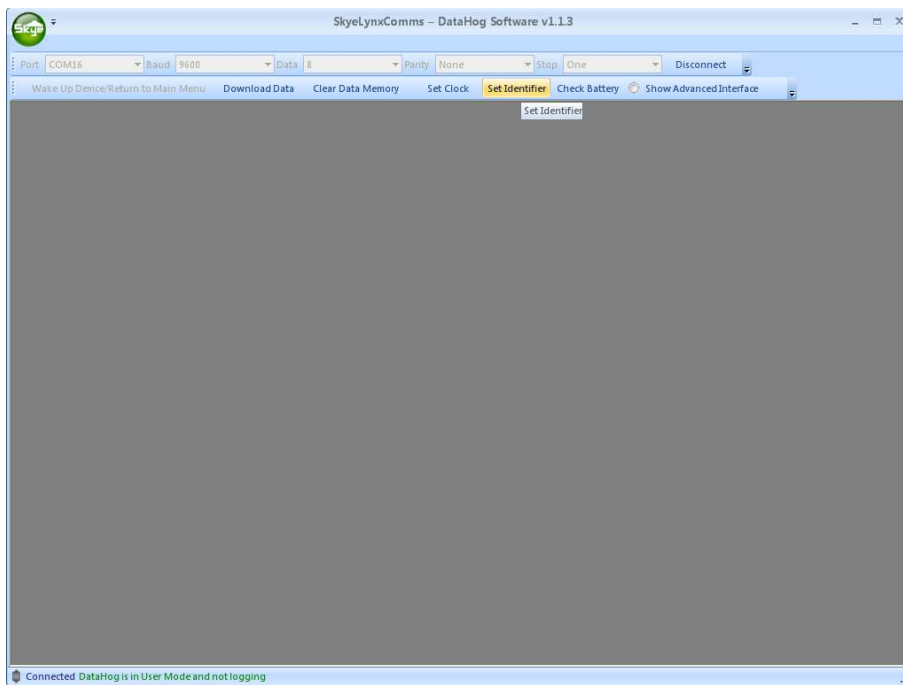 Skye
SkyeLynxComms – DataHog Software v1.1.3
Port COM16 Baud 9600 Data 8 Parity None Stop One Disconnect
Wake Up Device/Return to Main Menu Download Data Clear Data Memory Set Clock Set Identifier Check Battery Show Advanced Interface
Set Identifier
Connected DataHog is in User Mode and not logging